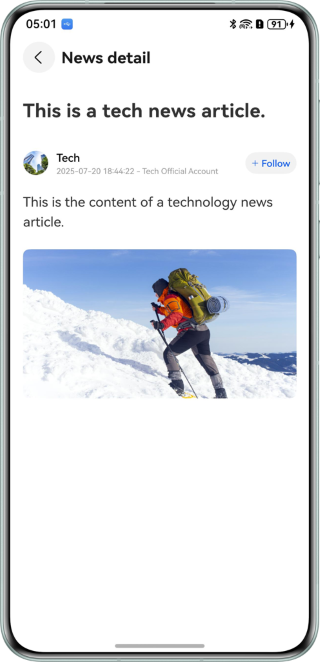 05:01
91
News detail
This is a tech news article.
Tech
2025-07-20 18:44:22 - Tech Official Account
+ Follow
This is the content of a technology news
article.